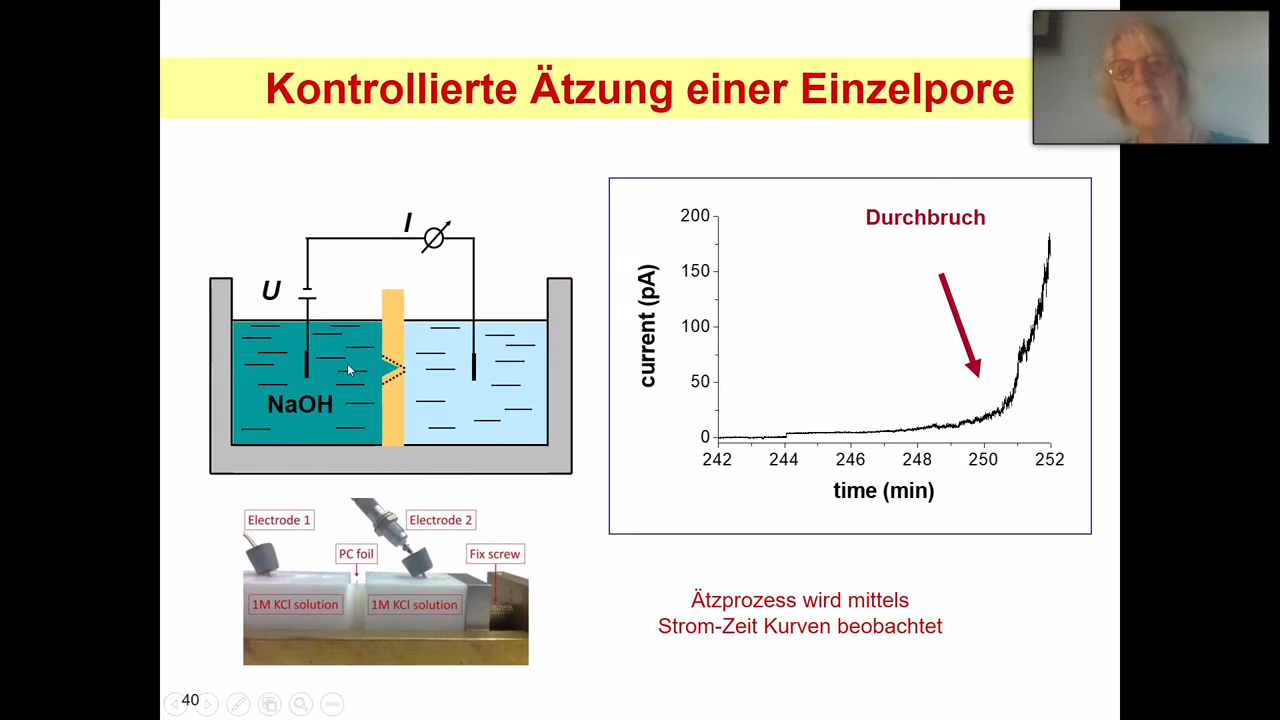 Kontrollierte Ätzung einer Einzelpore
I
U
NaOH
Durchbruch
200
150
100
50
0
current (pA)
242 244 246 248 250 252
time (min)
Electrode 1
Electrode 2
PC foil
Fix screw
1M KCl solution
1M KCl solution
Ätzprozess wird mittels
Strom-Zeit Kurven beobachtet
40